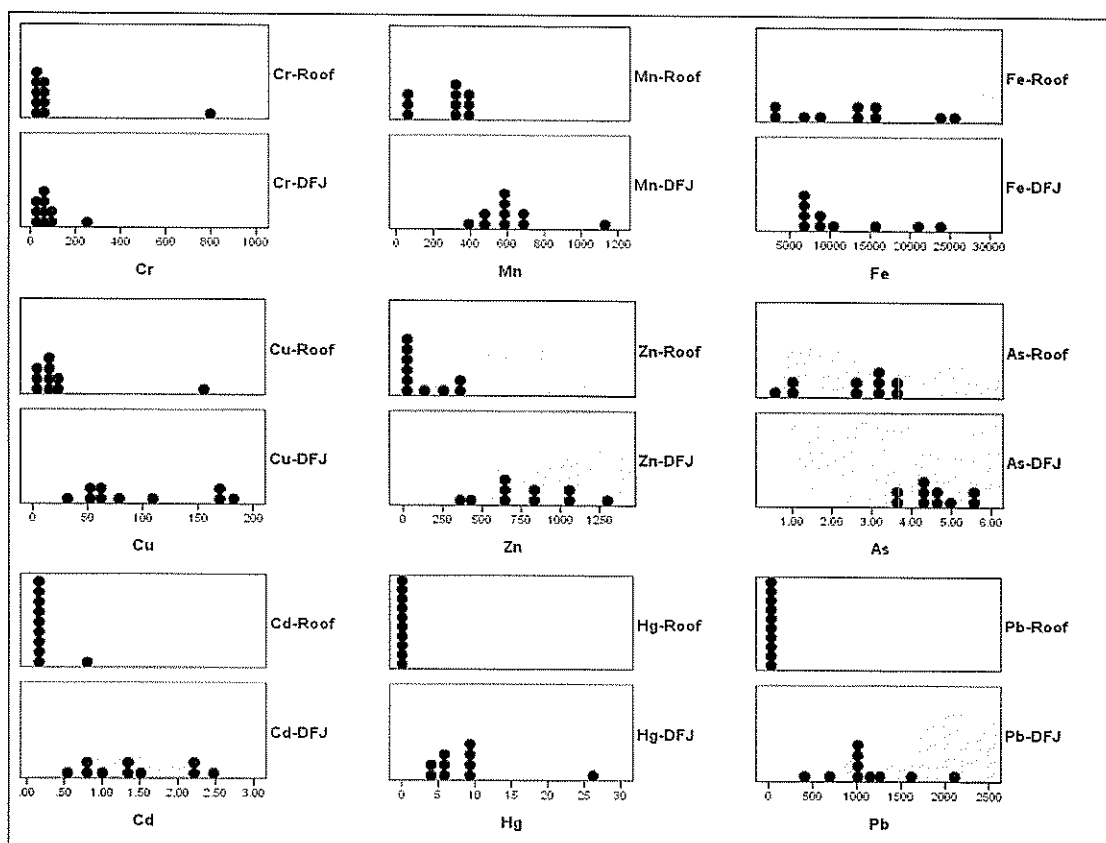 Cr-Roof
Cr-DFJ
0 200 400 600 800 1000
Cr
Mn-Roof
Mn-DFJ
0 200 400 600 800 1000 1200
Mn
Fe-Roof
Fe-DFJ
5000 10000 15000 20000 25000 30000
Fe
Cu-Roof
Cu-DFJ
0 50 100 150 200
Cu
Zn-Roof
Zn-DFJ
0 250 500 750 1000 1250
Zn
As-Roof
As-DFJ
1.00 2.00 3.00 4.00 5.00 6.00
As
Cd-Roof
Cd-DFJ
.00 .50 1.00 1.50 2.00 2.50 3.00
Cd
Hg-Roof
Hg-DFJ
0 5 10 15 20 25 30
Hg
Pb-Roof
Pb-DFJ
0 500 1000 1500 2000 2500
Pb